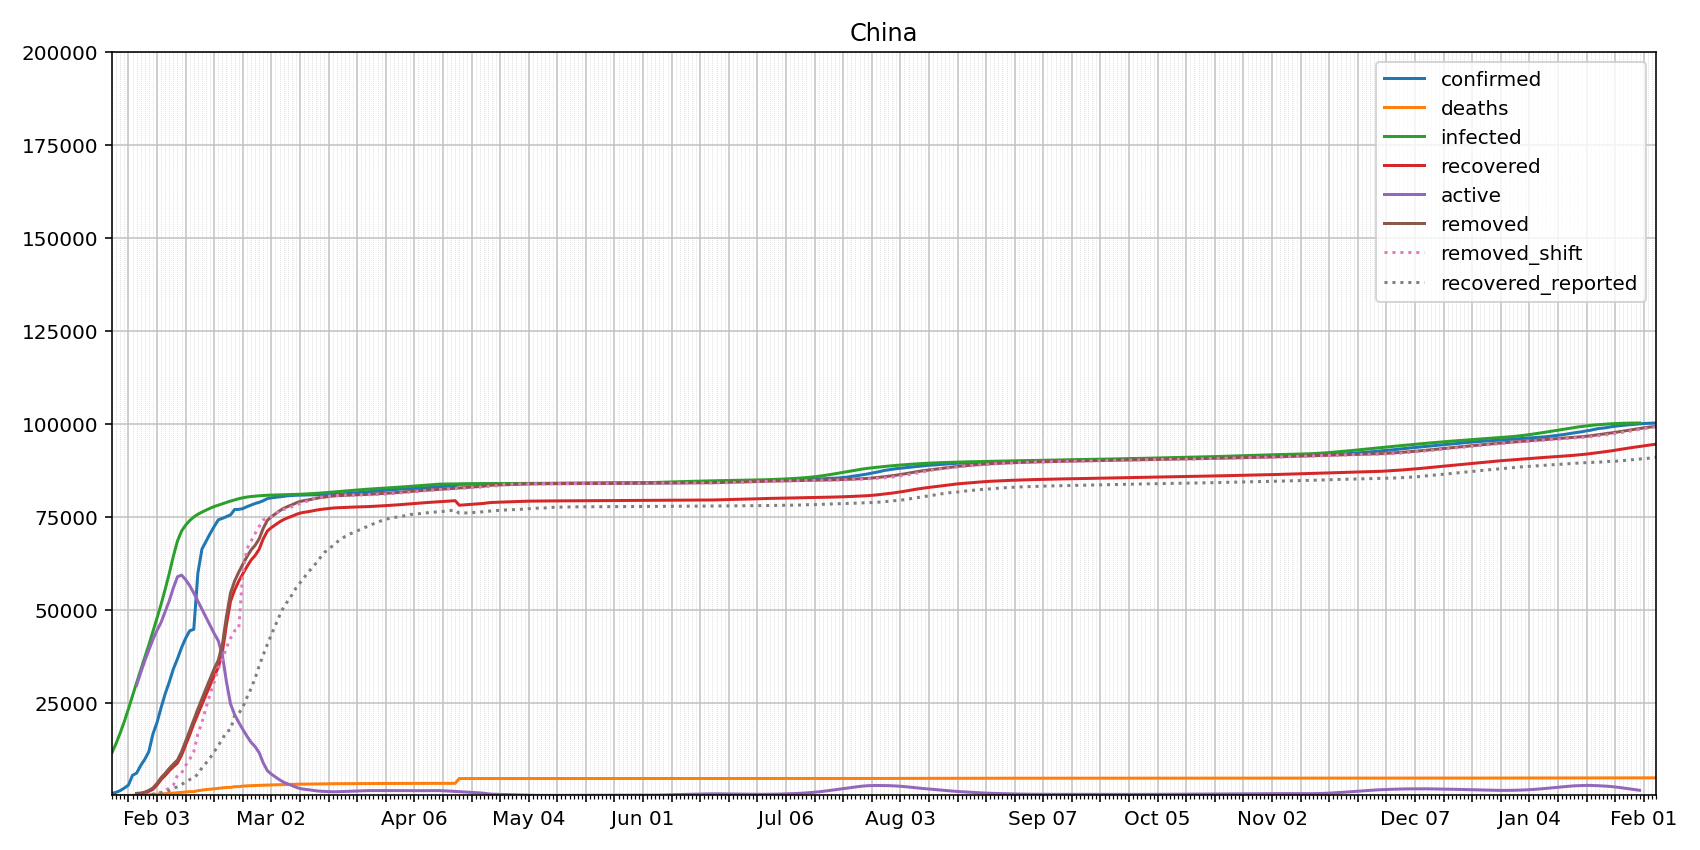 China
200000
175000
150000
125000
100000
75000
50000
25000
confirmed
deaths
infected
recovered
active
removed
removed_shift
recovered_reported
Feb 03 Mar 02 Apr 06 May 04 Jun 01 Jul 06 Aug 03 Sep 07 Oct 05 Nov 02 Dec 07 Jan 04 Feb 01